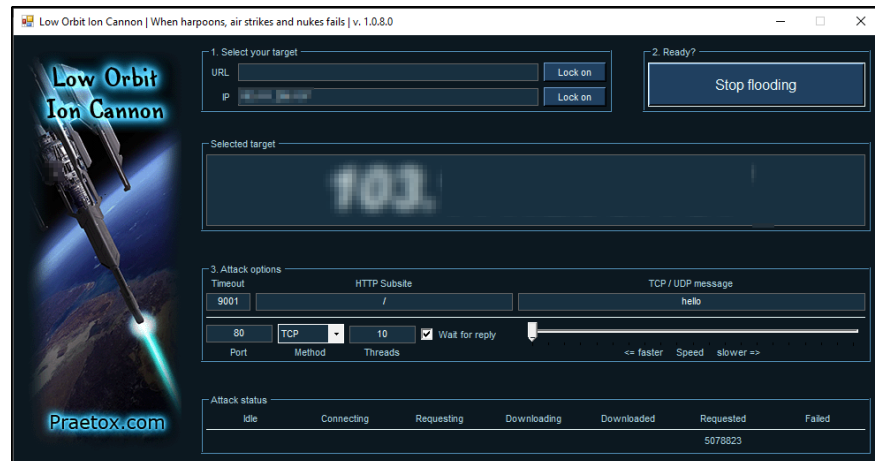 Low Orbit Ion Cannon | When harpoons, air strikes and nukes fails | v. 1.0.8.0
Low Orbit
Ion Cannon
Praetox.com
1. Select your target
URL
Lock on
IP
Lock on
2. Ready?
Stop flooding
Selected target
103.
3. Attack options
Timeout
HTTP Subsite
TCP / UDP message
9001
/
hello
80
TCP
10
Wait for reply
Port
Method
Threads
<= faster Speed slower =>
Attack status
Idle Connecting Requesting Downloading Downloaded Requested Failed
5078823